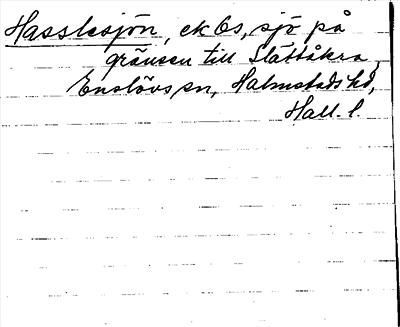 Hasslesjön, ek bs, sjö på
gränsen till Slättåkra,
Enslövs sn, Halmstads hd,
Hall. l.